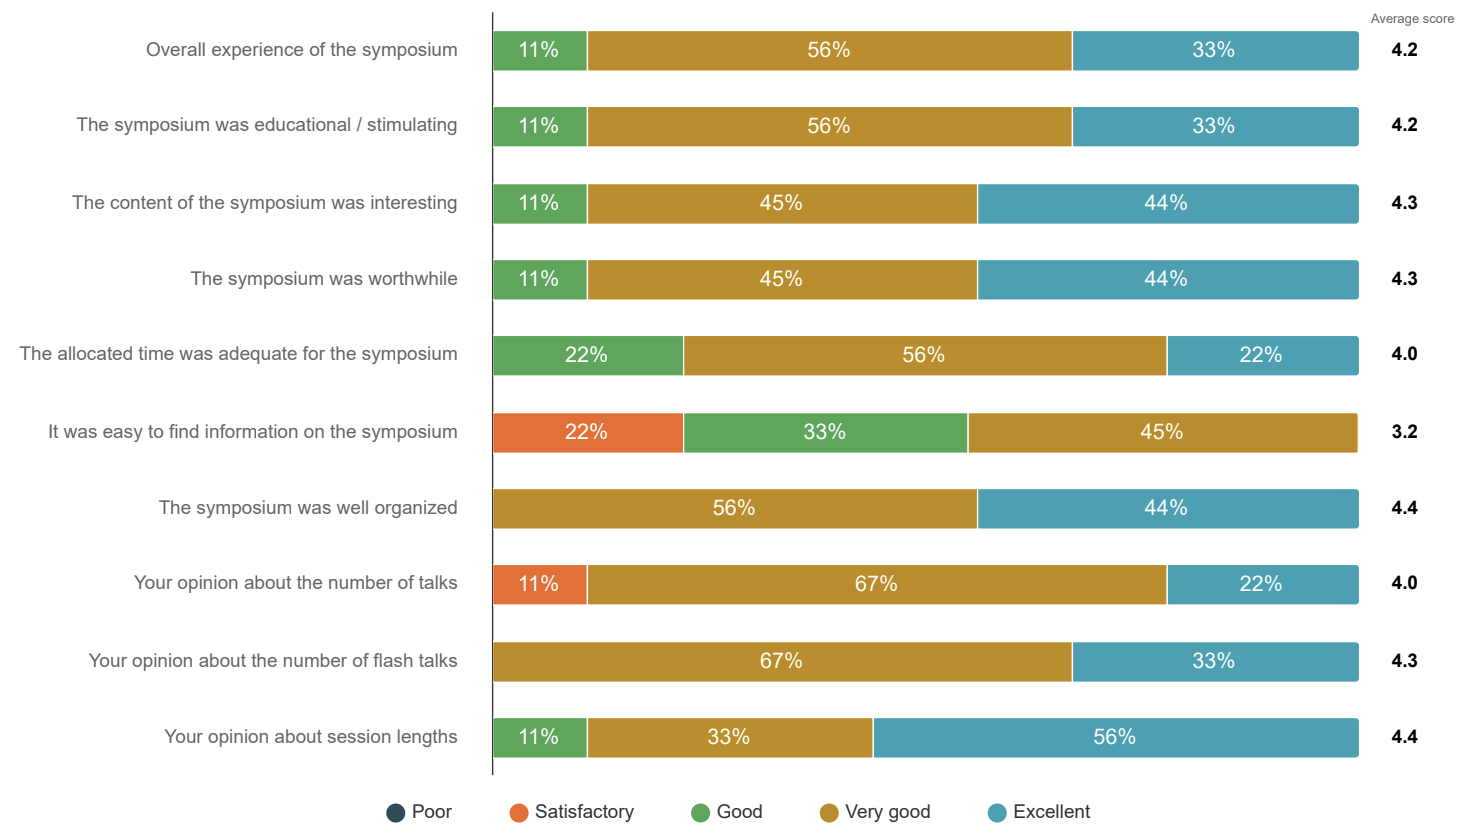 Average score
Overall experience of the symposium 11% 56% 33% 4.2
The symposium was educational / stimulating 11% 56% 33% 4.2
The content of the symposium was interesting 11% 45% 44% 4.3
The symposium was worthwhile 11% 45% 44% 4.3
The allocated time was adequate for the symposium 22% 56% 22% 4.0
It was easy to find information on the symposium 22% 33% 45% 3.2
The symposium was well organized 56% 44% 4.4
Your opinion about the number of talks 11% 67% 22% 4.0
Your opinion about the number of flash talks 67% 33% 4.3
Your opinion about session lengths 11% 33% 56% 4.4
Poor Satisfactory Good Very good Excellent